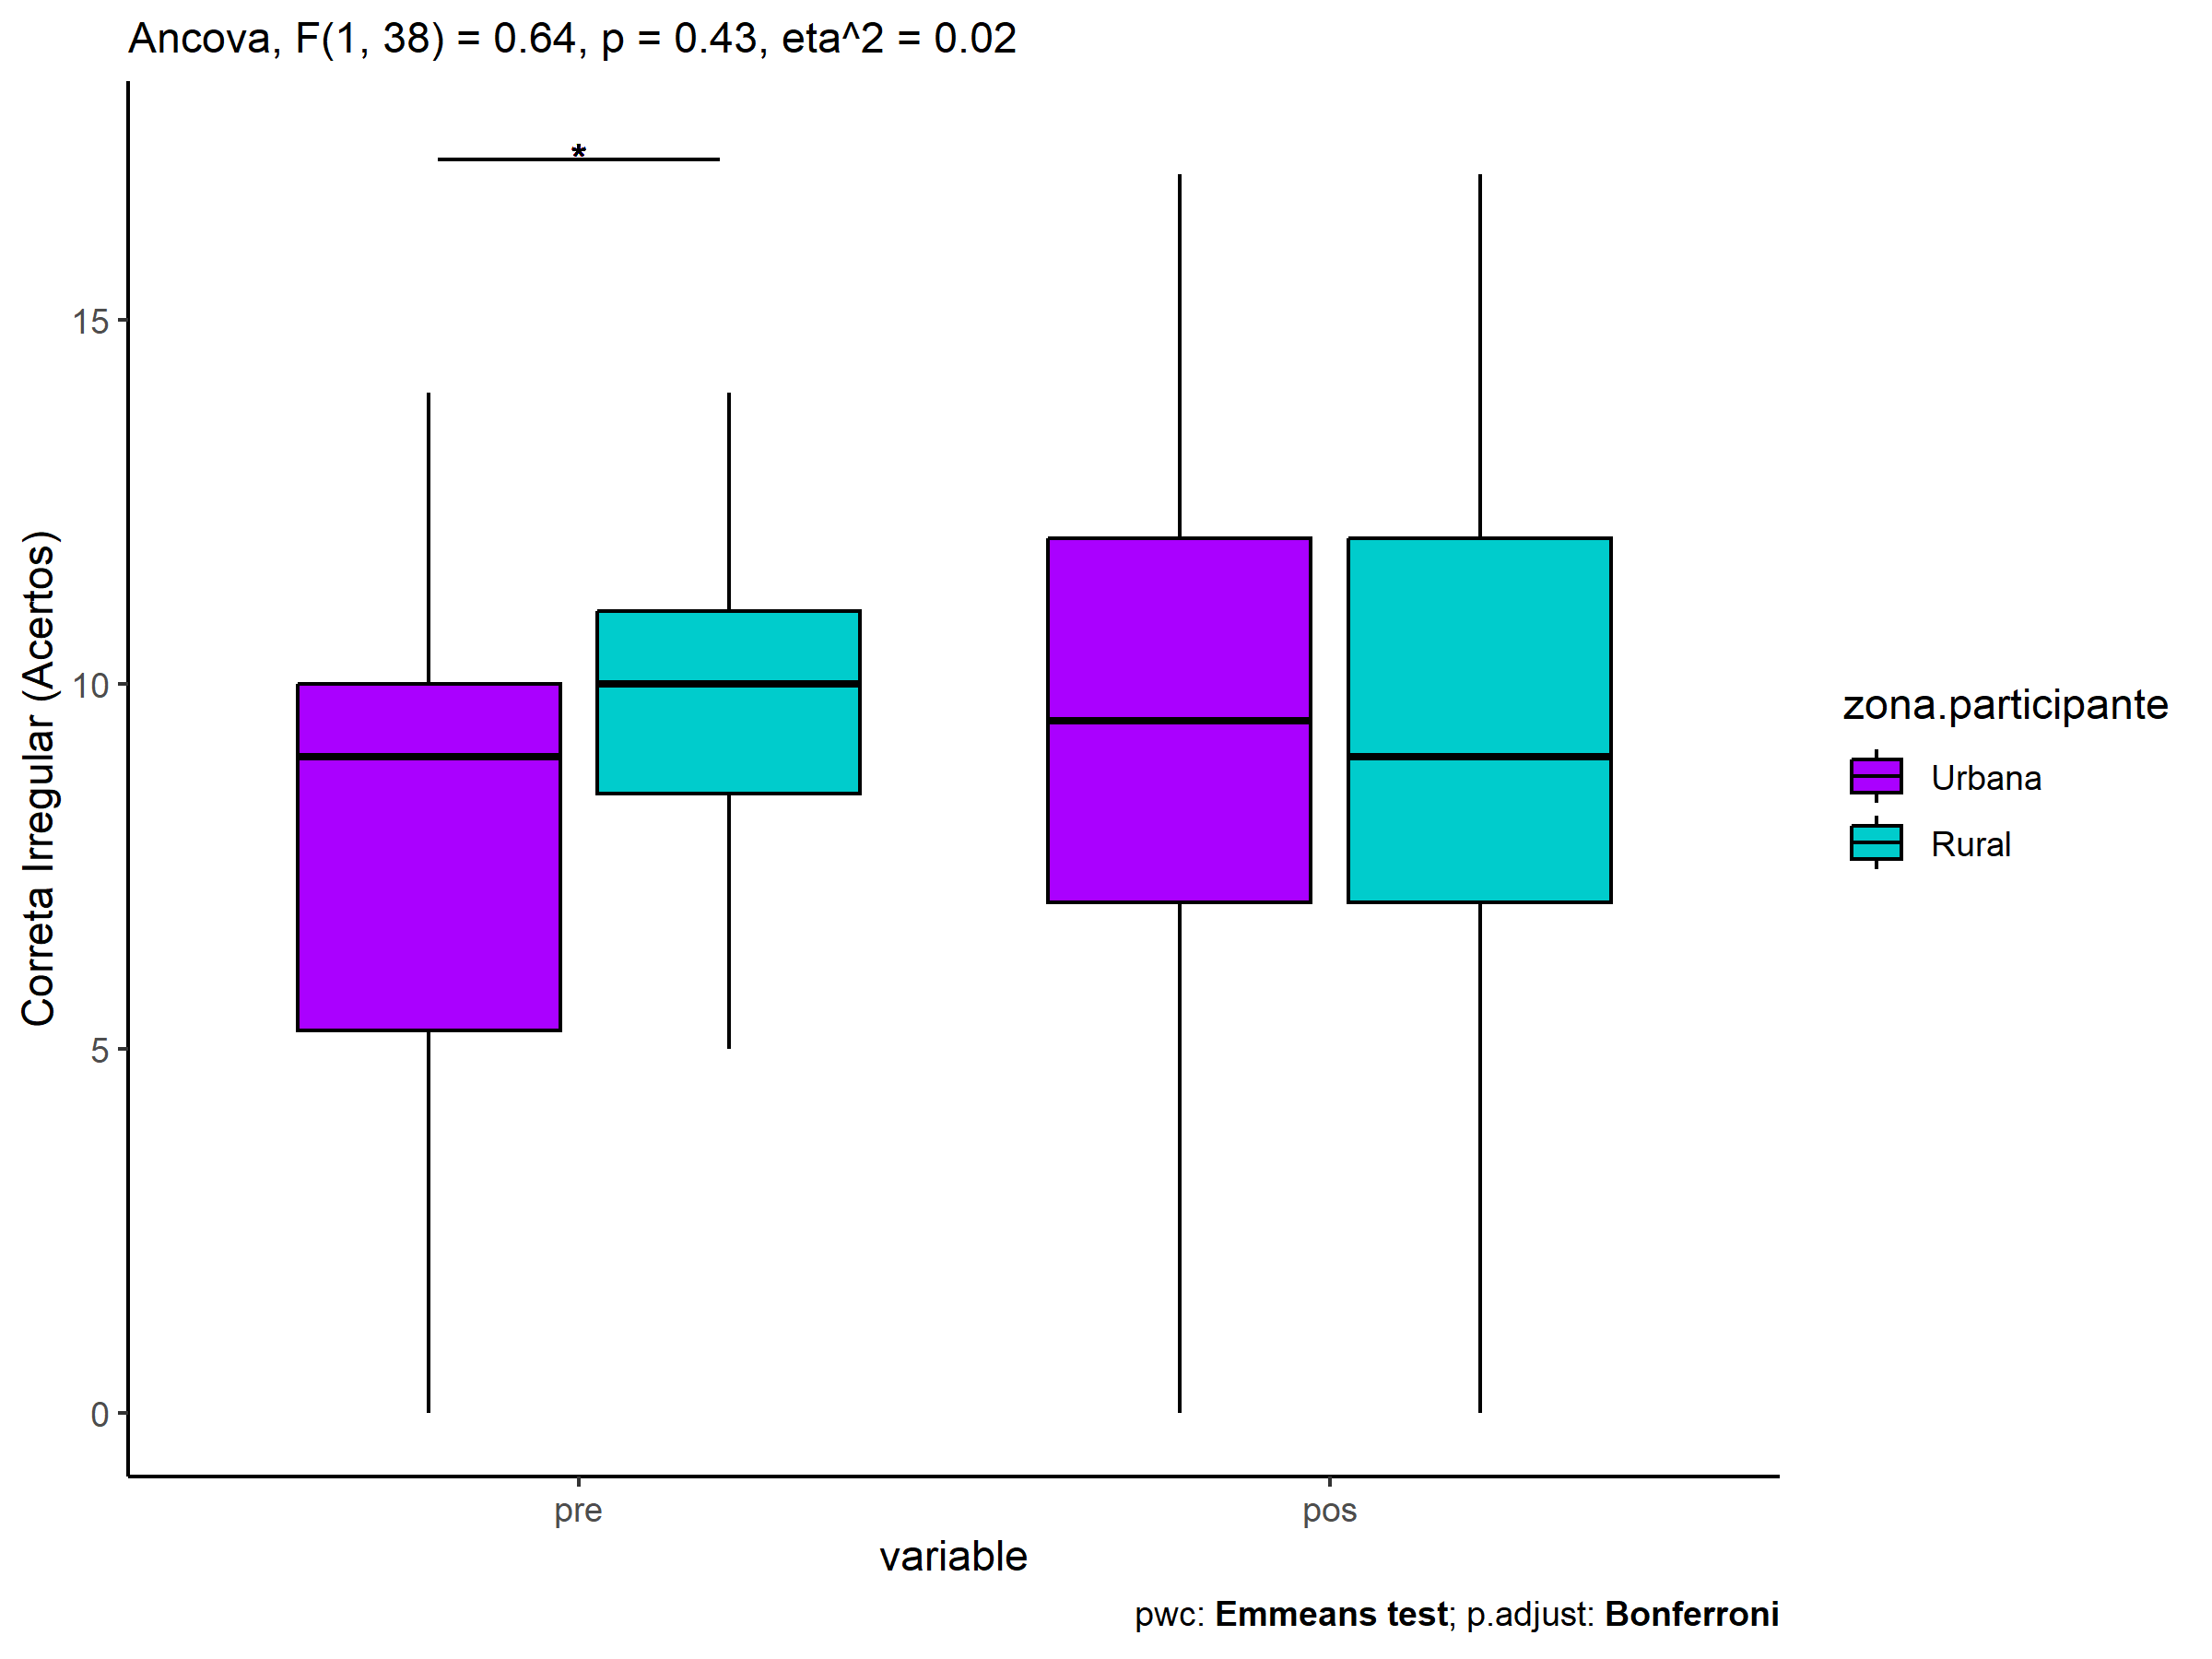 Ancova, F(1, 38) = 0.64, p = 0.43, eta^2 = 0.02
*
15
10
5
0
Correta Irregular (Acertos)
pre
pos
variable
zona.participante
Urbana
Rural
pwc: Emmeans test; p.adjust: Bonferroni